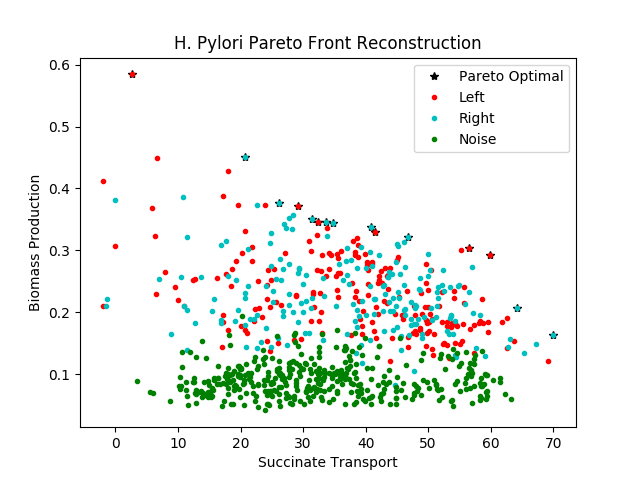 H. Pylori Pareto Front Reconstruction
0.6
0.5
0.4
0.3
0.2
0.1
Biomass Production
Pareto Optimal
Left
Right
Noise
0 10 20 30 40 50 60 70
Succinate Transport